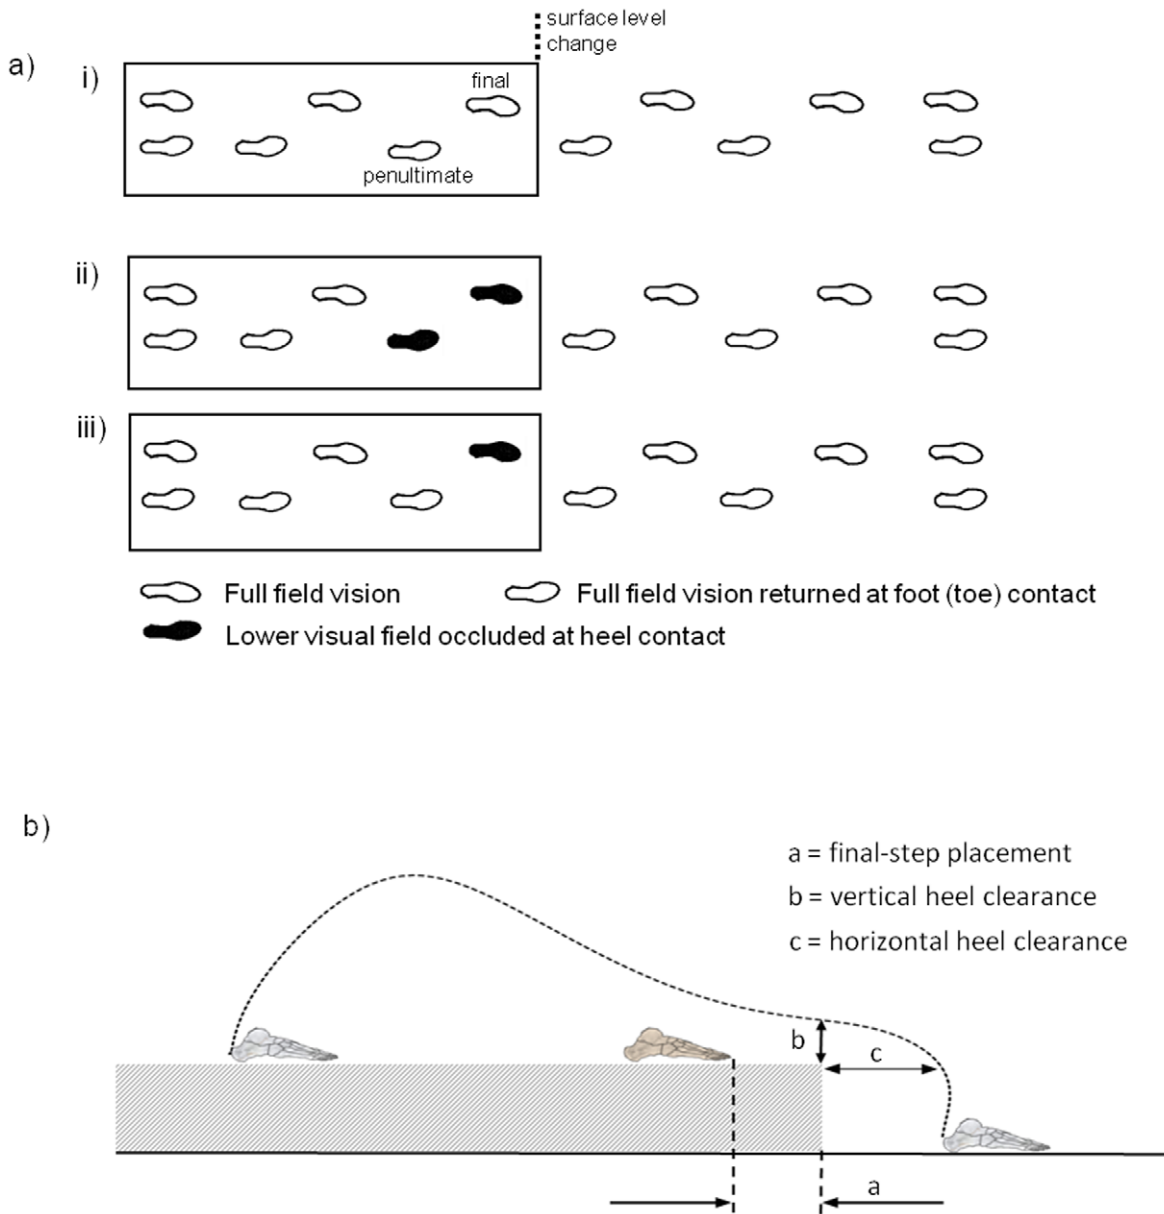 surface level
change
a)
i)
final
penultimate
ii)
iii)
Full field vision
Full field vision returned at foot (toe) contact
Lower visual field occluded at heel contact
b)
a = final-step placement
b = vertical heel clearance
c = horizontal heel clearance
b
c
a